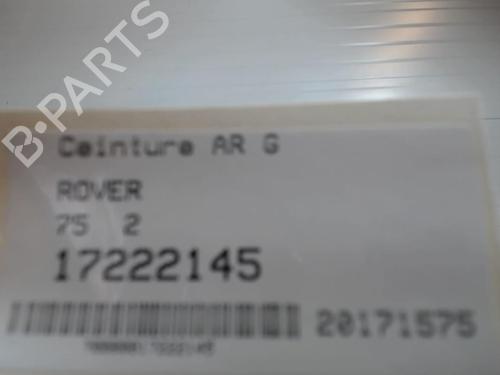 B-PARTS
Ceinture AR G
ROVER
75 2
17222145
20171575